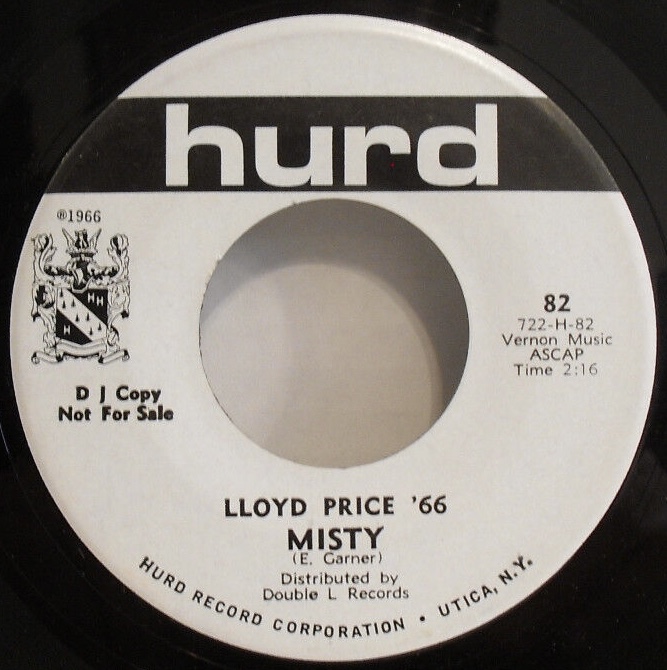 hurd
®1966
H H
H
D J Copy
Not For Sale
82
722-H-82
Vernon Music
ASCAP
Time 2:16
LLOYD PRICE '66
MISTY
(E. Garner)
Distributed by
Double L Records
HURD RECORD CORPORATION • UTICA, N.Y.